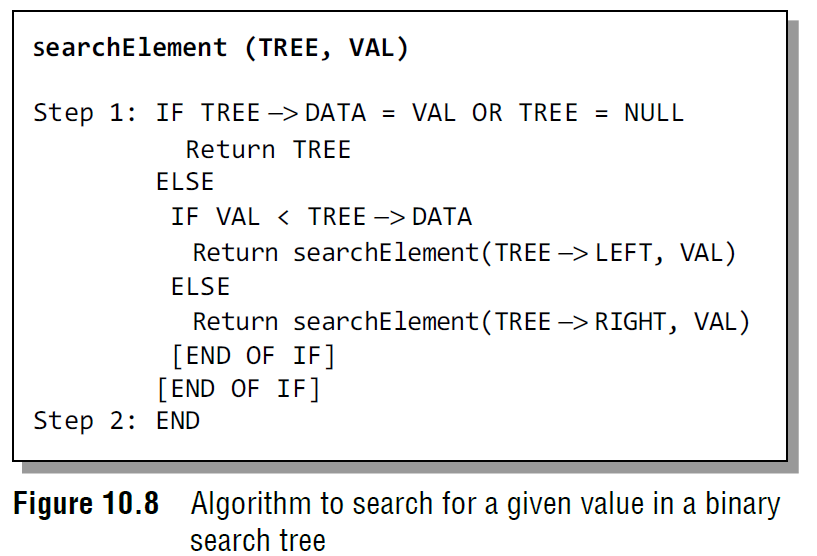 searchElement (TREE, VAL)
Step 1: IF TREE —> DATA = VAL OR TREE = NULL
Return TREE
ELSE
IF VAL < TREE —> DATA
Return searchElement(TREE —> LEFT, VAL)
ELSE
Return searchElement(TREE —> RIGHT, VAL)
[END OF IF]
[END OF IF]
Step 2: END
Figure 10.8 Algorithm to search for a given value in a binary
search tree